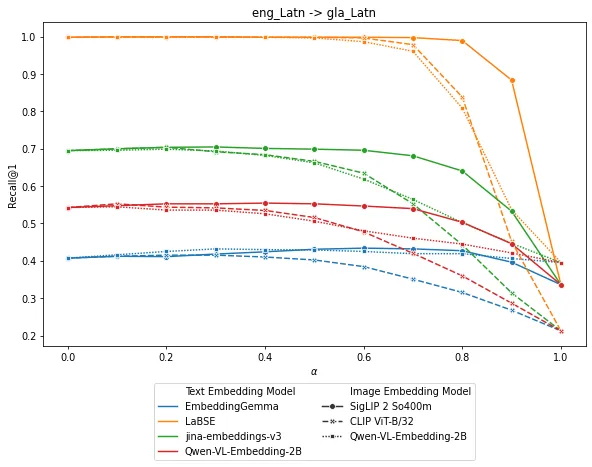 eng_Latn -> gla_Latn
Recall@1
1.0
0.9
0.8
0.7
0.6
0.5
0.4
0.3
0.2
0.0 0.2 0.4 0.6 0.8 1.0
α
Text Embedding Model
EmbeddingGemma
LaBSE
jina-embeddings-v3
Qwen-VL-Embedding-2B
Image Embedding Model
SigLIP 2 So400m
CLIP ViT-B/32
Qwen-VL-Embedding-2B